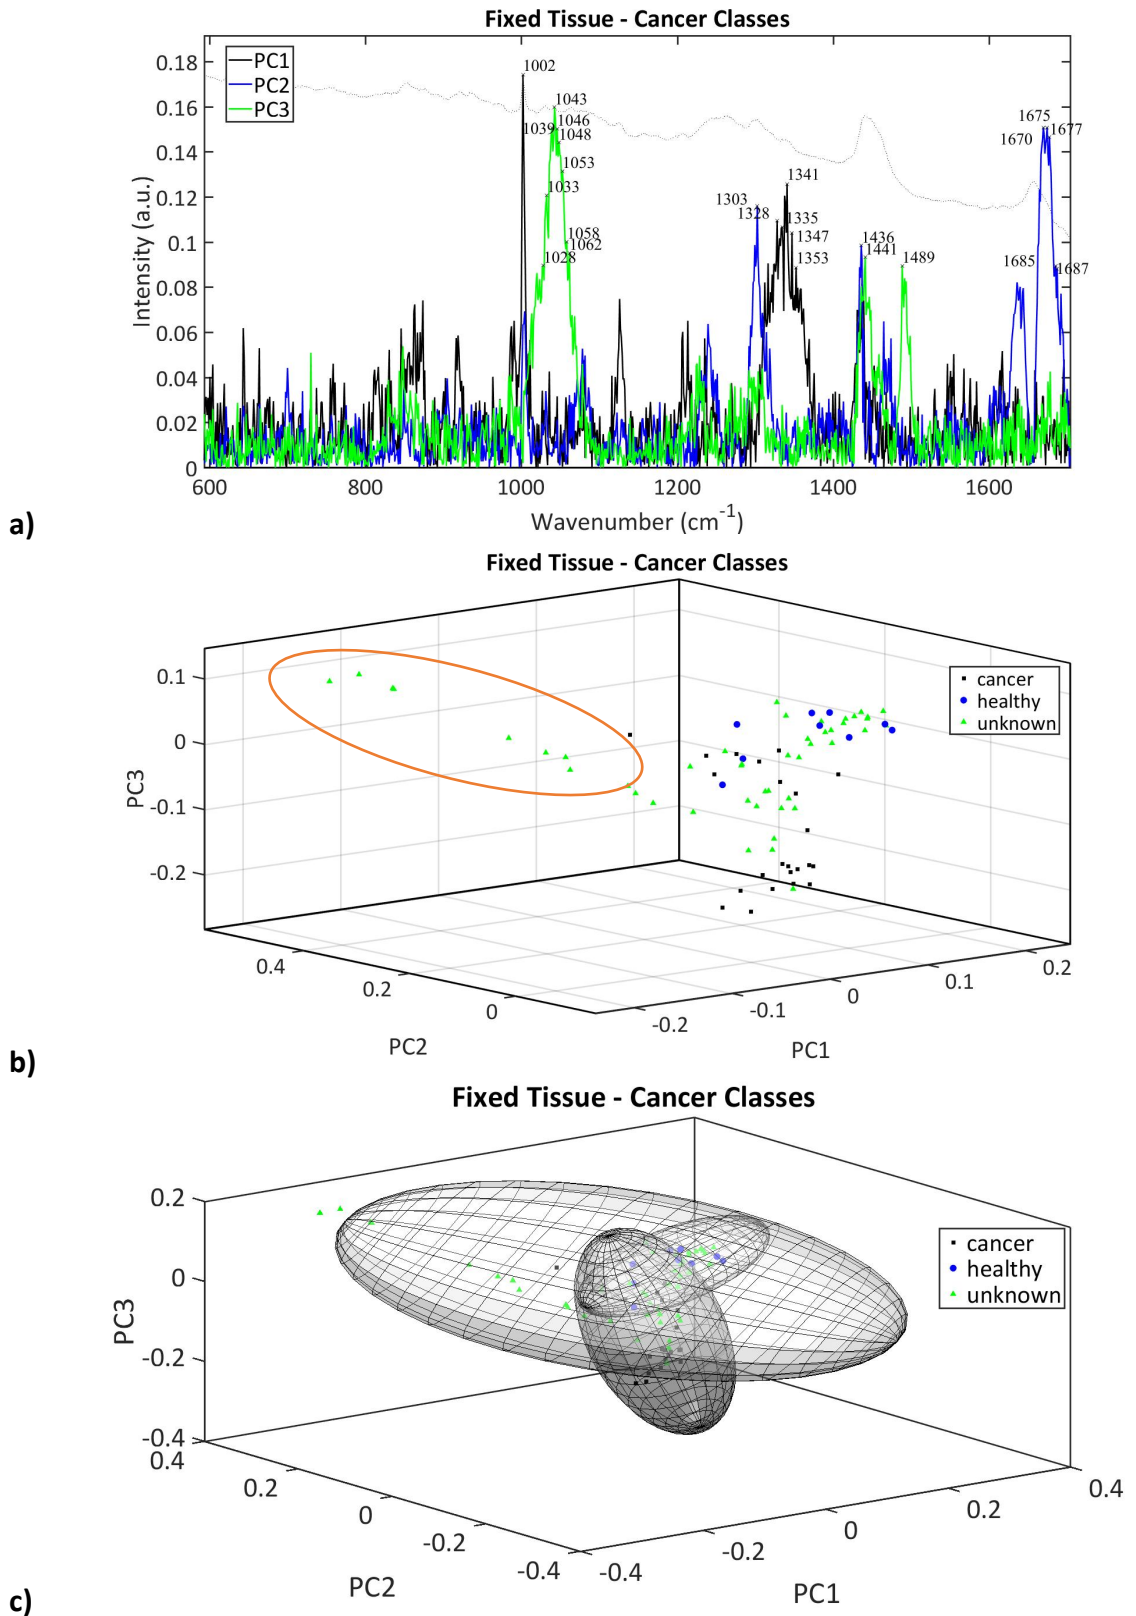 Fixed Tissue - Cancer Classes
PC1
PC2
PC3
0.18
0.16
0.14
0.12
0.1
0.08
0.06
0.04
0.02
0
Intensity (a.u.)
1002
1043
1039
1046
1048
1053
1033
1058
1062
1028
1303
1328
1341
1335
1347
1353
1436
1441
1489
1675
1670
1677
1685
1687
600 800 1000 1200 1400 1600
Wavenumber (cm-1)
a)
Fixed Tissue - Cancer Classes
cancer
healthy
unknown
0.1
0
-0.1
-0.2
PC3
0.4
0.2
0
PC2
-0.2
-0.1
0
0.1
0.2
PC1
b)
Fixed Tissue - Cancer Classes
cancer
healthy
unknown
0.2
0
-0.2
-0.4
PC3
0.4
0.2
0
-0.2
-0.4
PC2
-0.4
-0.2
0
0.2
0.4
PC1
c)